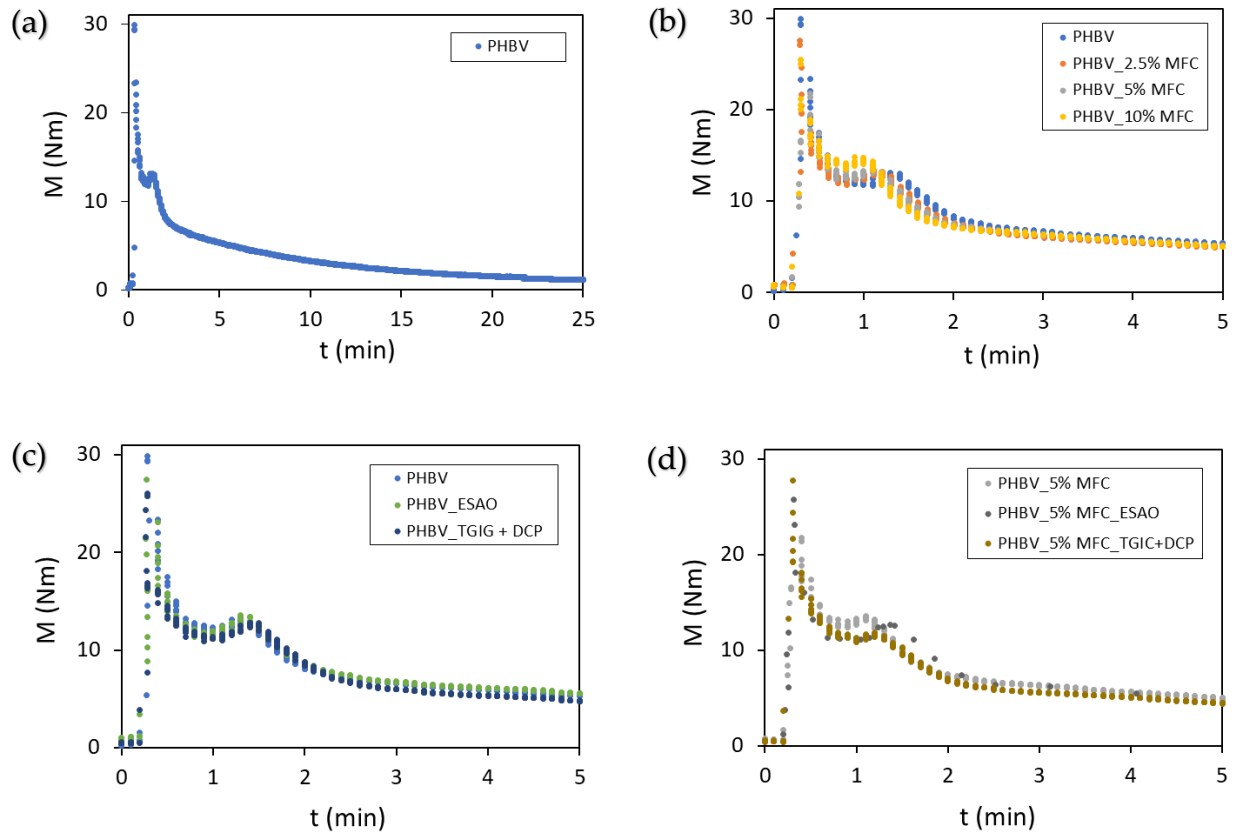 (a)
PHBV
M (Nm)
30
20
10
0
0 5 10 15 20 25
t (min)
(b)
PHBV
PHBV_2.5% MFC
PHBV_5% MFC
PHBV_10% MFC
M (Nm)
30
20
10
0
0 1 2 3 4 5
t (min)
(c)
PHBV
PHBV_ESAO
PHBV_TGIG + DCP
M (Nm)
30
20
10
0
0 1 2 3 4 5
t (min)
(d)
PHBV_5% MFC
PHBV_5% MFC_ESAO
PHBV_5% MFC_TGIC+DCP
M (Nm)
30
20
10
0
0 1 2 3 4 5
t (min)